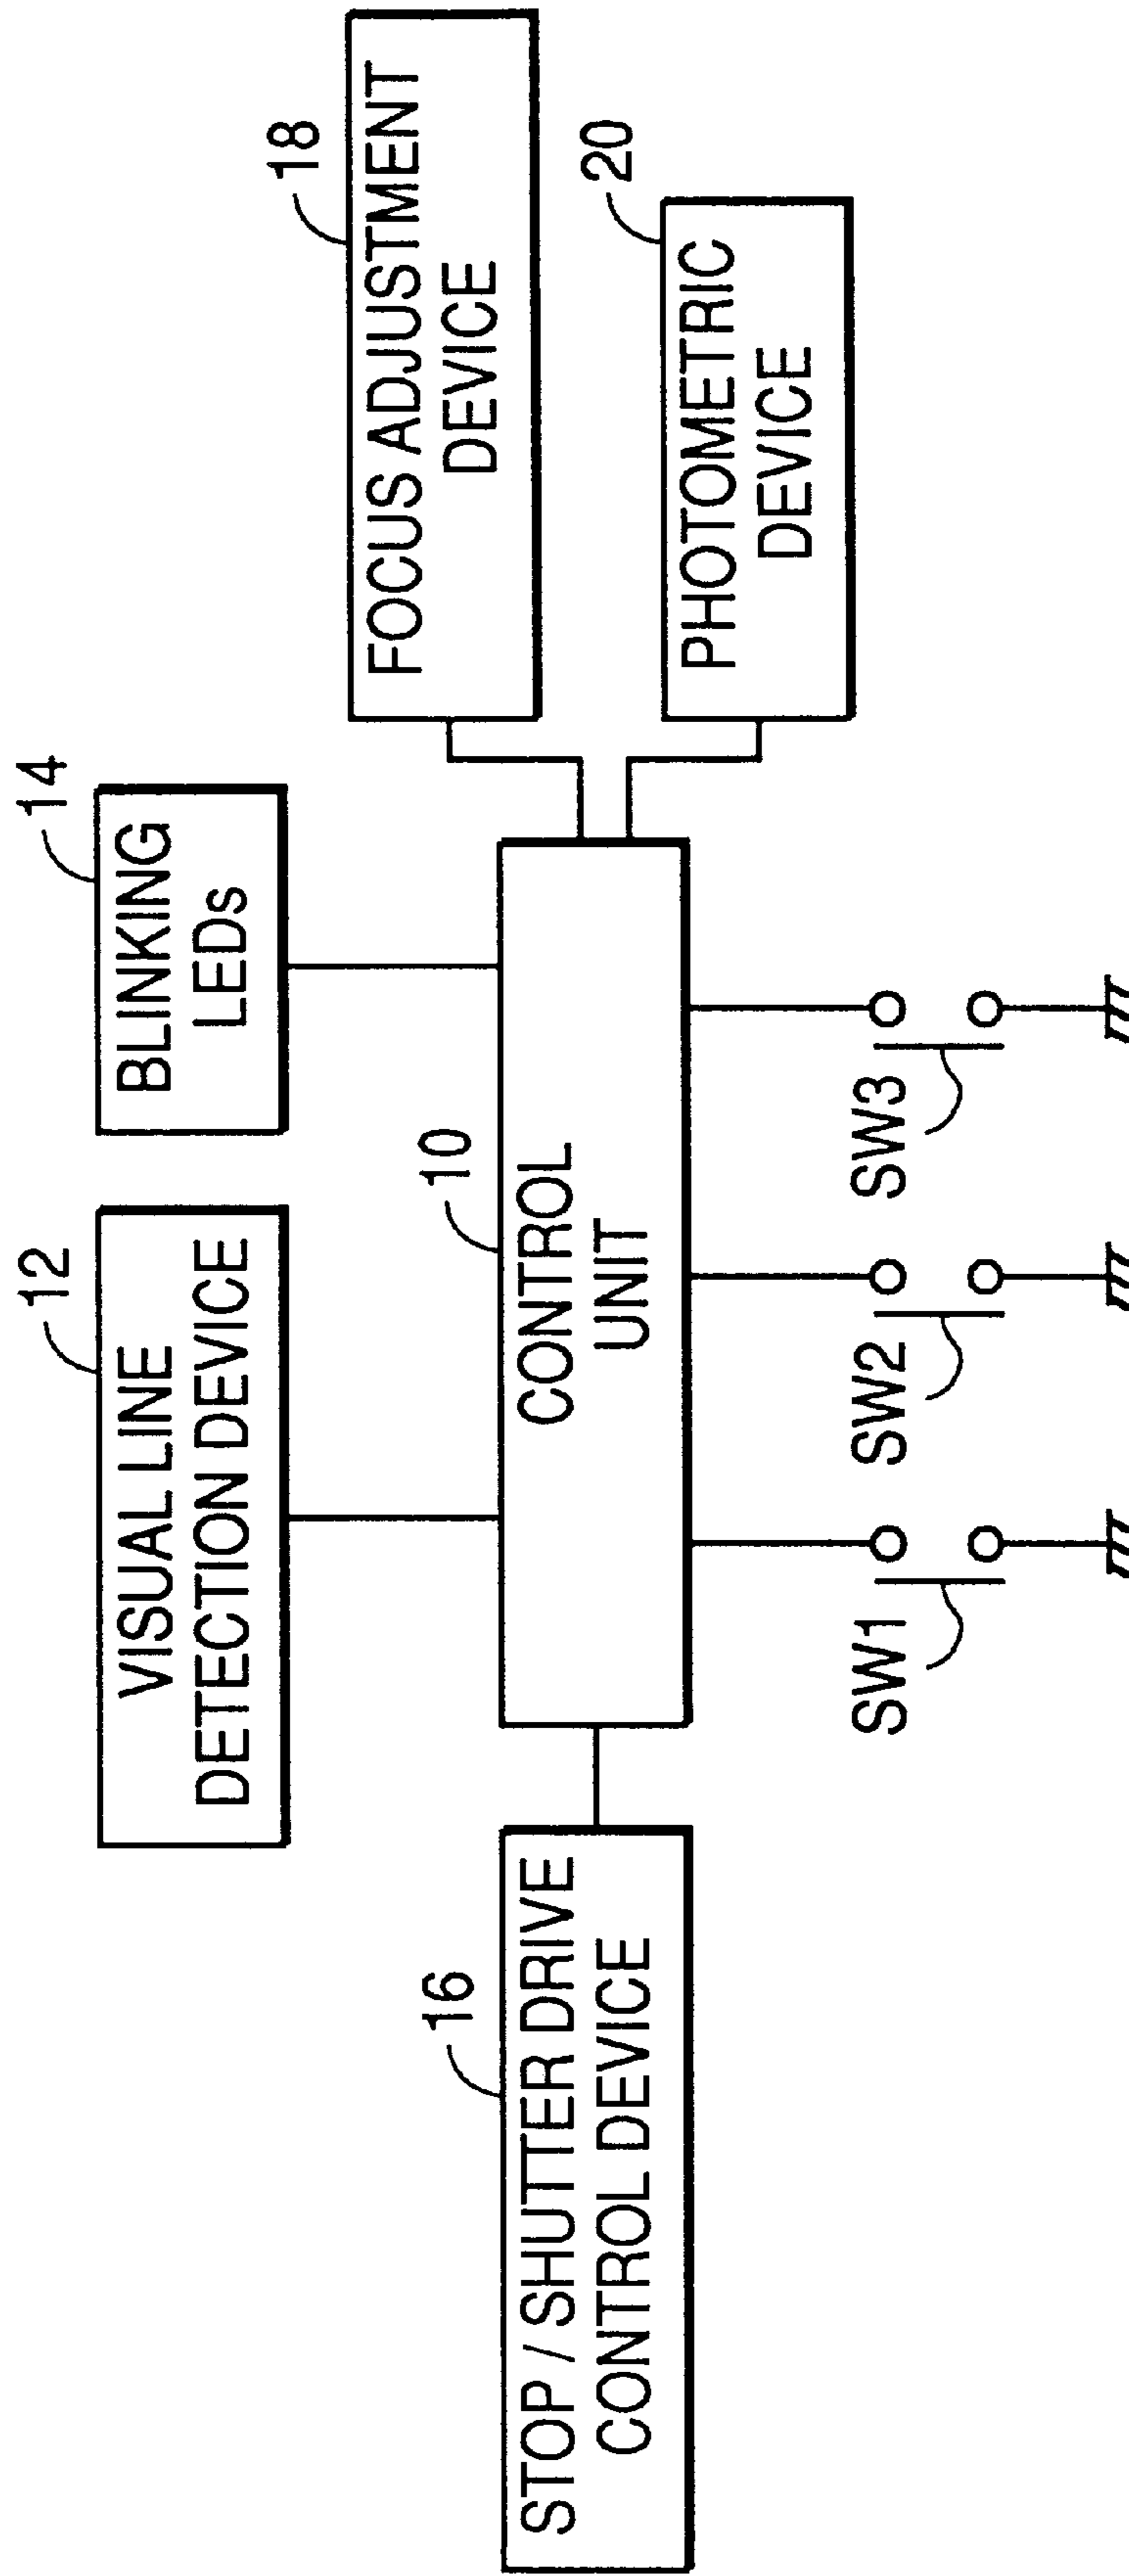 12
VISUAL LINE
DETECTION DEVICE
14
BLINKING
LEDs
16
STOP / SHUTTER DRIVE
CONTROL DEVICE
10
CONTROL
UNIT
18
FOCUS ADJUSTMENT
DEVICE
20
PHOTOMETRIC
DEVICE
SW1
SW2
SW3